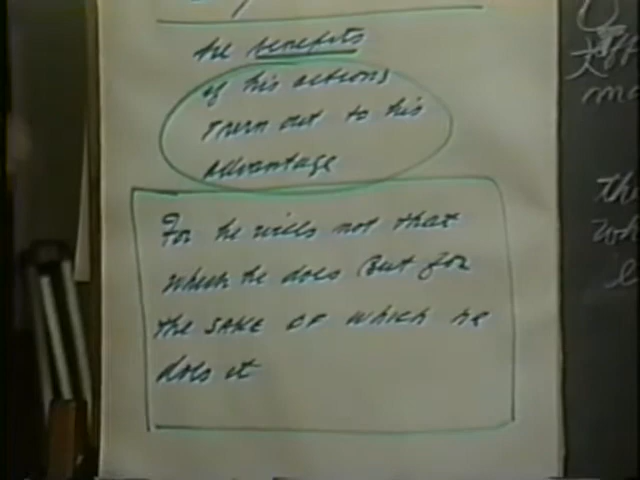 the benefits
of his actions
Turn out to his
advantage
For he wills not that
which he does But for
the SAKE OF WHICH he
does it
the